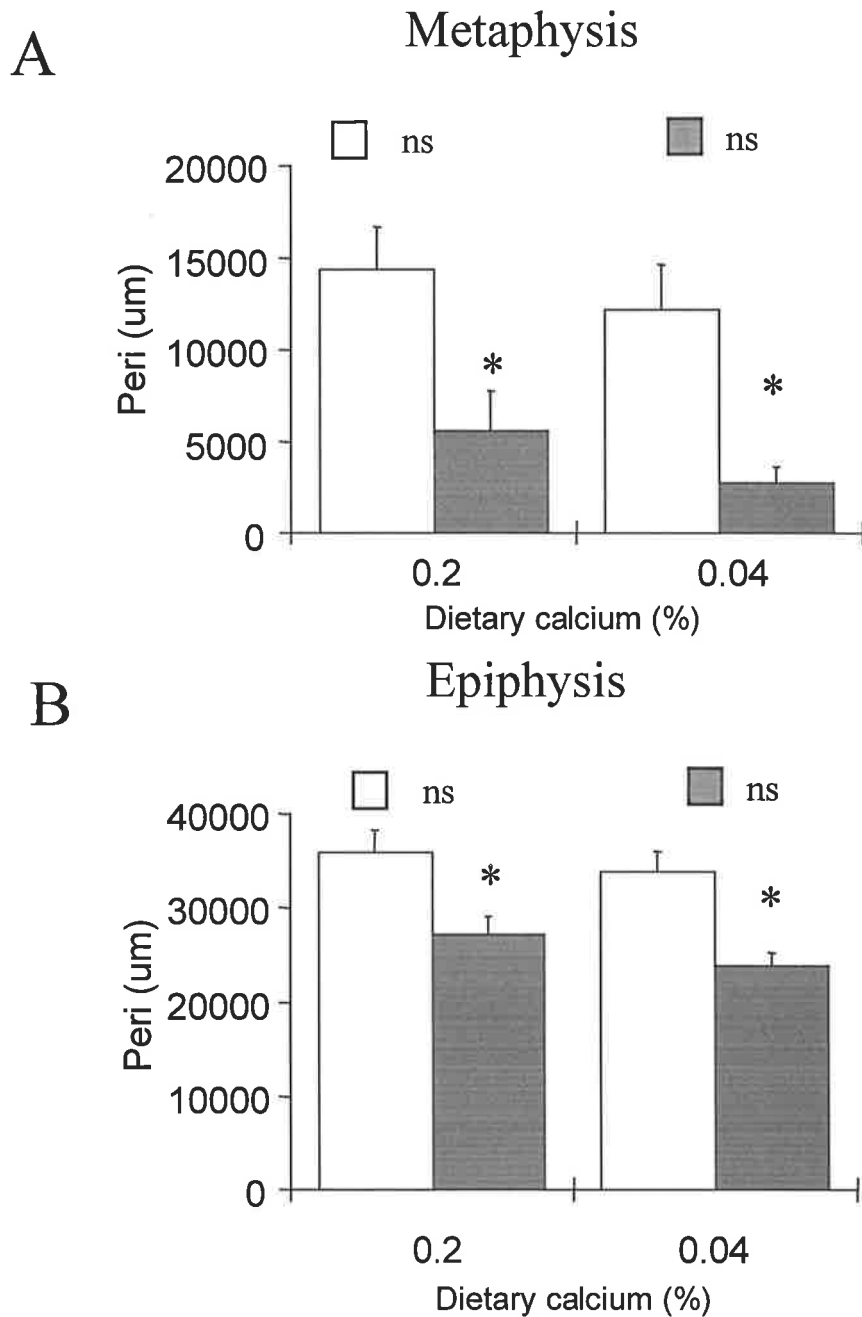 A
Metaphysis
ns
ns
20000
15000
10000
5000
0
Peri (um)
*
*
0.2
0.04
Dietary calcium (%)
B
Epiphysis
ns
ns
40000
30000
20000
10000
0
Peri (um)
*
*
0.2
0.04
Dietary calcium (%)